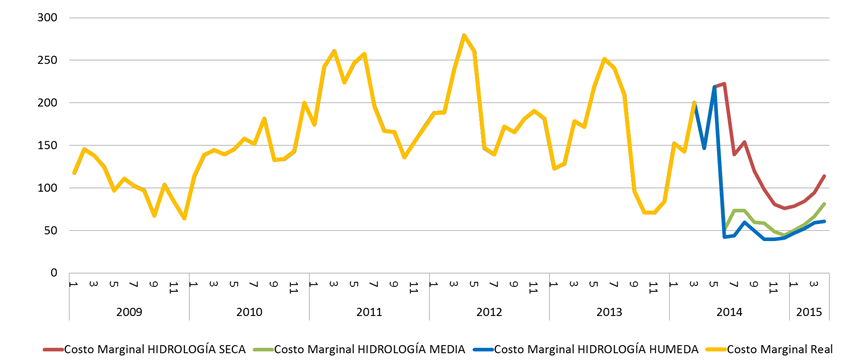 300
250
200
150
100
50
0
1 3 5 7 9 11 1 3 5 7 9 11 1 3 5 7 9 11 1 3 5 7 9 11 1 3 5 7 9 11 1 3 5 7 9 11 1 3
2009 2010 2011 2012 2013 2014 2015
Costo Marginal HIDROLOGÍA SECA Costo Marginal HIDROLOGÍA MEDIA Costo Marginal HIDROLOGÍA HUMEDA Costo Marginal Real